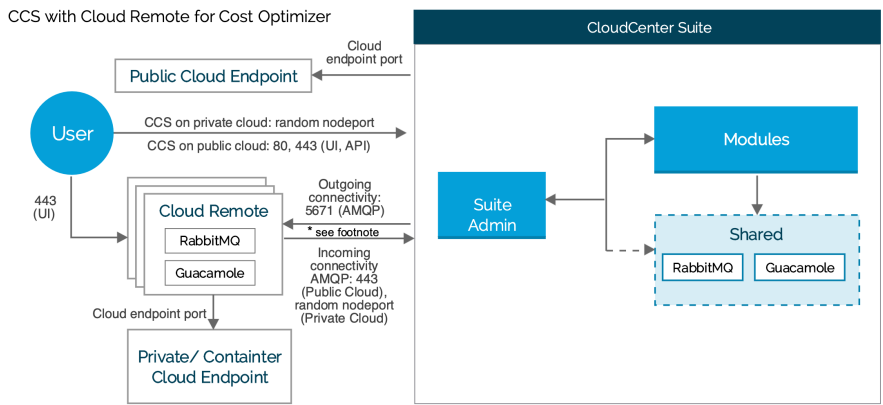 CCS with Cloud Remote for Cost Optimizer
CloudCenter Suite
Cloud
endpoint port
Public Cloud Endpoint
User
CCS on private cloud: random nodeport
CCS on public cloud: 80, 443 (UI, API)
Modules
443
(UI)
Cloud Remote
RabbitMQ
Guacamole
Outgoing
connectivity:
5671 (AMQP)
* see footnote
Incoming
connectivity
AMQP: 443
(Public Cloud),
random nodeport
(Private Cloud)
Suite
Admin
Shared
RabbitMQ
Guacamole
Cloud endpoint port
Private/ Containter
Cloud Endpoint